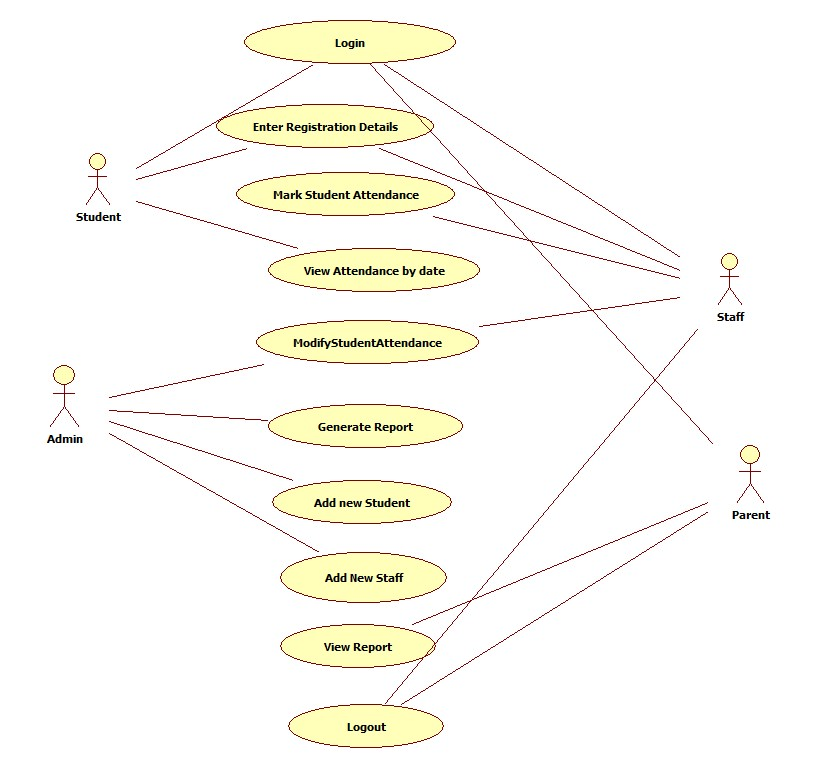 Login
Enter Registration Details
Mark Student Attendance
Student
View Attendance by date
Staff
ModifyStudentAttendance
Admin
Generate Report
Add new Student
Parent
Add New Staff
View Report
Logout